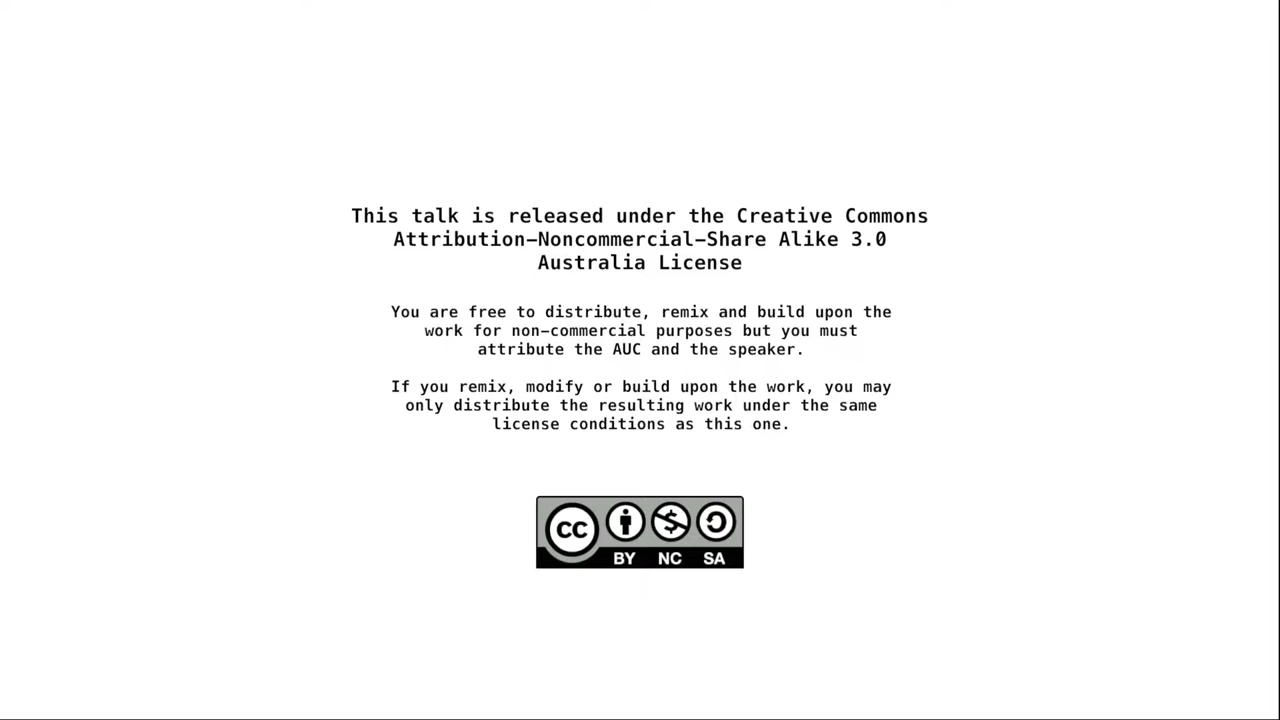 This talk is released under the Creative Commons
Attribution-Noncommercial-Share Alike 3.0
Australia License
You are free to distribute, remix and build upon the
work for non-commercial purposes but you must
attribute the AUC and the speaker.
If you remix, modify or build upon the work, you may
only distribute the resulting work under the same
license conditions as this one.
CC
BY NC SA